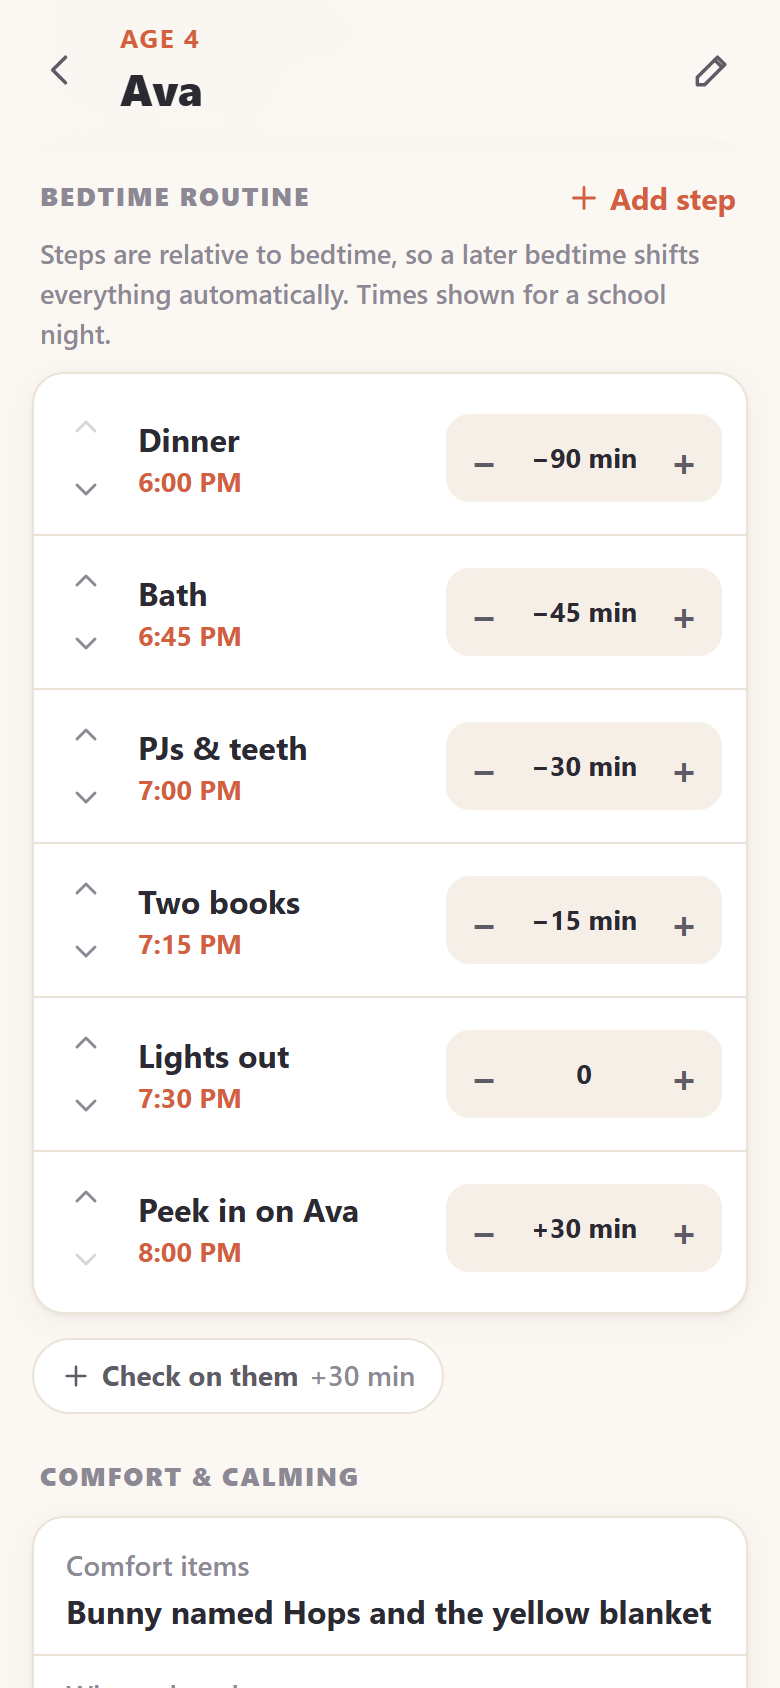 AGE 4
Ava
BEDTIME ROUTINE
+ Add step
Steps are relative to bedtime, so a later bedtime shifts
everything automatically. Times shown for a school
night.
Dinner
6:00 PM
− −90 min +
Bath
6:45 PM
− −45 min +
PJs & teeth
7:00 PM
− −30 min +
Two books
7:15 PM
− −15 min +
Lights out
7:30 PM
− 0 +
Peek in on Ava
8:00 PM
− +30 min +
+ Check on them +30 min
COMFORT & CALMING
Comfort items
Bunny named Hops and the yellow blanket